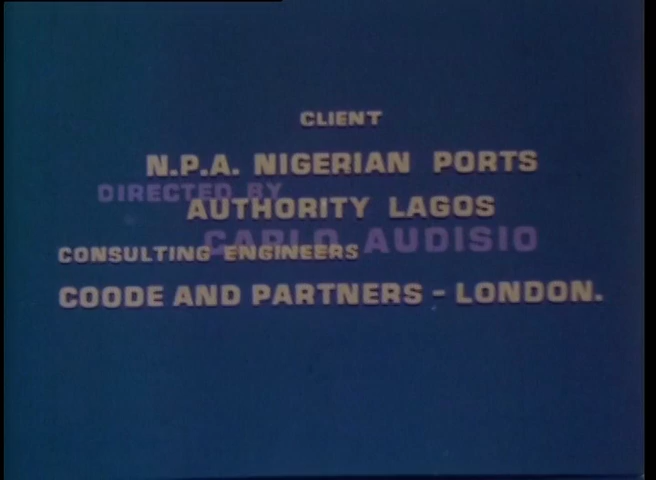 CLIENT
N.P.A. NIGERIAN PORTS
DIRECTED BY
AUTHORITY LAGOS
CARLO AUDISIO
CONSULTING ENGINEERS
COODE AND PARTNERS - LONDON.